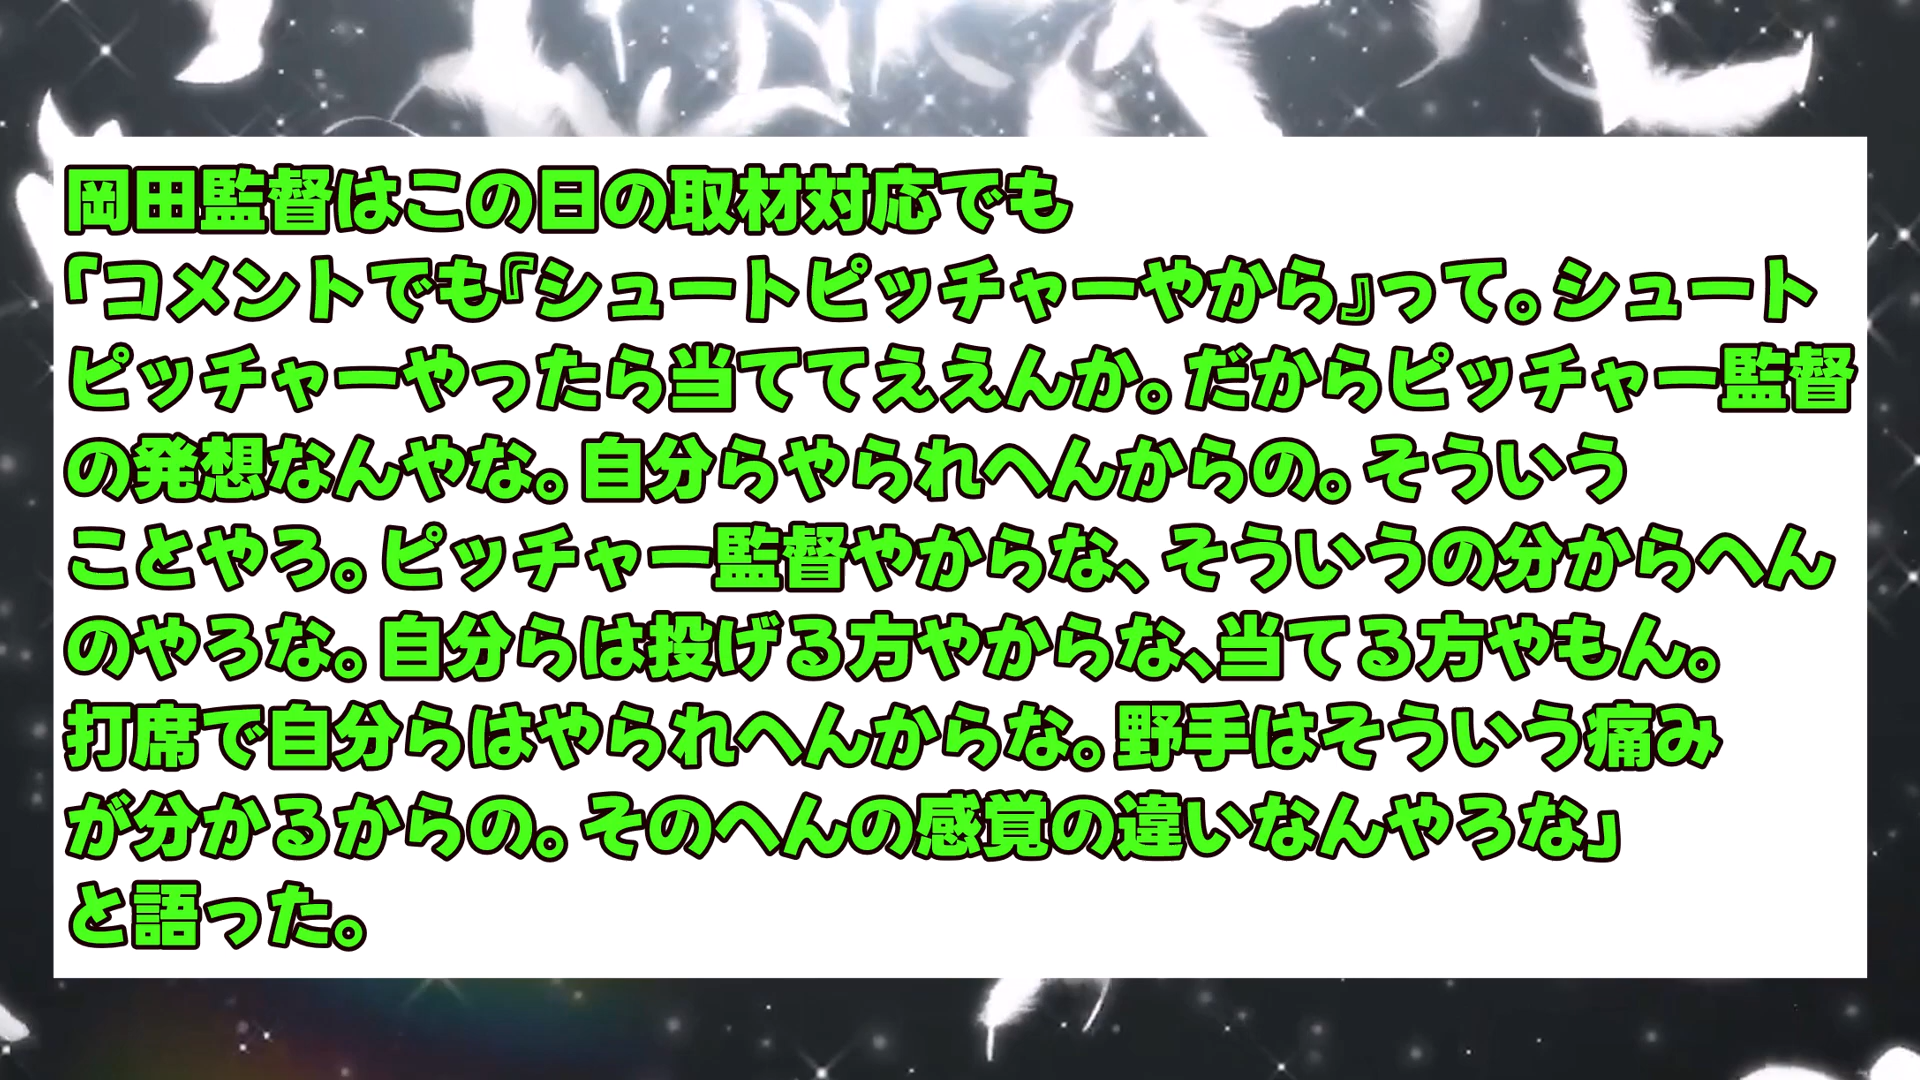 岡田監督はこの日の取材対応でも
「コメントでも『シュートピッチャーやから』って。シュート
ピッチャーやったら当ててええんか。だからピッチャー監督
の発想なんやな。自分らやられへんからの。そういう
ことやろ。ピッチャー監督やからな、そういうの分からへん
のやろな。自分らは投げる方やからな、当てる方やもん。
打席で自分らはやられへんからな。野手はそういう痛み
が分かるからの。そのへんの感覚の違いなんやろな」
と語った。